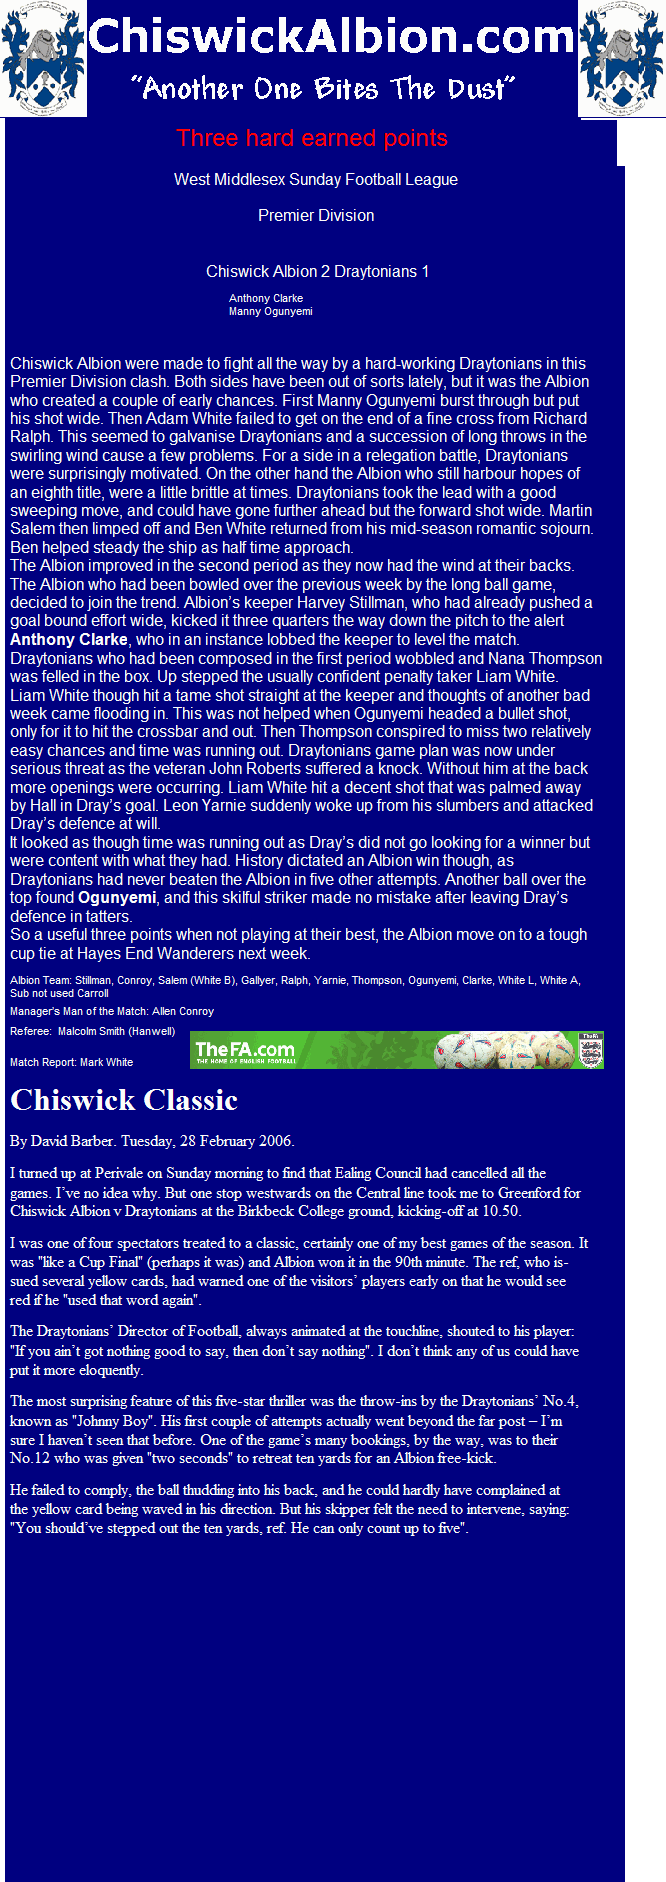 ChiswickAlbion.com
"Another One Bites The Dust"
Three hard earned points
West Middlesex Sunday Football League
Premier Division
Chiswick Albion 2 Draytonians 1
Anthony Clarke
Manny Ogunyemi
Chiswick Albion were made to fight all the way by a hard-working Draytonians in this
Premier Division clash. Both sides have been out of sorts lately, but it was the Albion
who created a couple of early chances. First Manny Ogunyemi burst through but put
his shot wide. Then Adam White failed to get on the end of a fine cross from Richard
Ralph. This seemed to galvanise Draytonians and a succession of long throws in the
swirling wind cause a few problems. For a side in a relegation battle, Draytonians
were surprisingly motivated. On the other hand the Albion who still harbour hopes of
an eighth title, were a little brittle at times. Draytonians took the lead with a good
sweeping move, and could have gone further ahead but the forward shot wide. Martin
Salem then limped off and Ben White returned from his mid-season romantic sojourn.
Ben helped steady the ship as half time approach.
The Albion improved in the second period as they now had the wind at their backs.
The Albion who had been bowled over the previous week by the long ball game,
decided to join the trend. Albion's keeper Harvey Stillman, who had already pushed a
goal bound effort wide, kicked it three quarters the way down the pitch to the alert
Anthony Clarke, who in an instance lobbed the keeper to level the match.
Draytonians who had been composed in the first period wobbled and Nana Thompson
was felled in the box. Up stepped the usually confident penalty taker Liam White.
Liam White though hit a tame shot straight at the keeper and thoughts of another bad
week came flooding in. This was not helped when Ogunyemi headed a bullet shot,
only for it to hit the crossbar and out. Then Thompson conspired to miss two relatively
easy chances and time was running out. Draytonians game plan was now under
serious threat as the veteran John Roberts suffered a knock. Without him at the back
more openings were occurring. Liam White hit a decent shot that was palmed away
by Hall in Dray's goal. Leon Yarnie suddenly woke up from his slumbers and attacked
Dray's defence at will.
It looked as though time was running out as Dray's did not go looking for a winner but
were content with what they had. History dictated an Albion win though, as
Draytonians had never beaten the Albion in five other attempts. Another ball over the
top found Ogunyemi, and this skilful striker made no mistake after leaving Dray's
defence in tatters.
So a useful three points when not playing at their best, the Albion move on to a tough
cup tie at Hayes End Wanderers next week.
Albion Team: Stillman, Conroy, Salem (White B), Gallyer, Ralph, Yarnie, Thompson, Ogunyemi, Clarke, White L, White A,
Sub not used Carroll
Manager's Man of the Match: Allen Conroy
Referee: Malcolm Smith (Hanwell)
TheFA.com
THE HOME OF ENGLISH FOOTBALL
TheFA
Match Report: Mark White
Chiswick Classic
By David Barber. Tuesday, 28 February 2006.
I turned up at Perivale on Sunday morning to find that Ealing Council had cancelled all the
games. I've no idea why. But one stop westwards on the Central line took me to Greenford for
Chiswick Albion v Draytonians at the Birkbeck College ground, kicking-off at 10.50.
I was one of four spectators treated to a classic, certainly one of my best games of the season. It
was "like a Cup Final" (perhaps it was) and Albion won it in the 90th minute. The ref, who is-
sued several yellow cards, had warned one of the visitors' players early on that he would see
red if he "used that word again".
The Draytonians' Director of Football, always animated at the touchline, shouted to his player:
"If you ain't got nothing good to say, then don't say nothing". I don't think any of us could have
put it more eloquently.
The most surprising feature of this five-star thriller was the throw-ins by the Draytonians' No.4,
known as "Johnny Boy". His first couple of attempts actually went beyond the far post – I'm
sure I haven't seen that before. One of the game's many bookings, by the way, was to their
No.12 who was given "two seconds" to retreat ten yards for an Albion free-kick.
He failed to comply, the ball thudding into his back, and he could hardly have complained at
the yellow card being waved in his direction. But his skipper felt the need to intervene, saying:
"You should've stepped out the ten yards, ref. He can only count up to five".